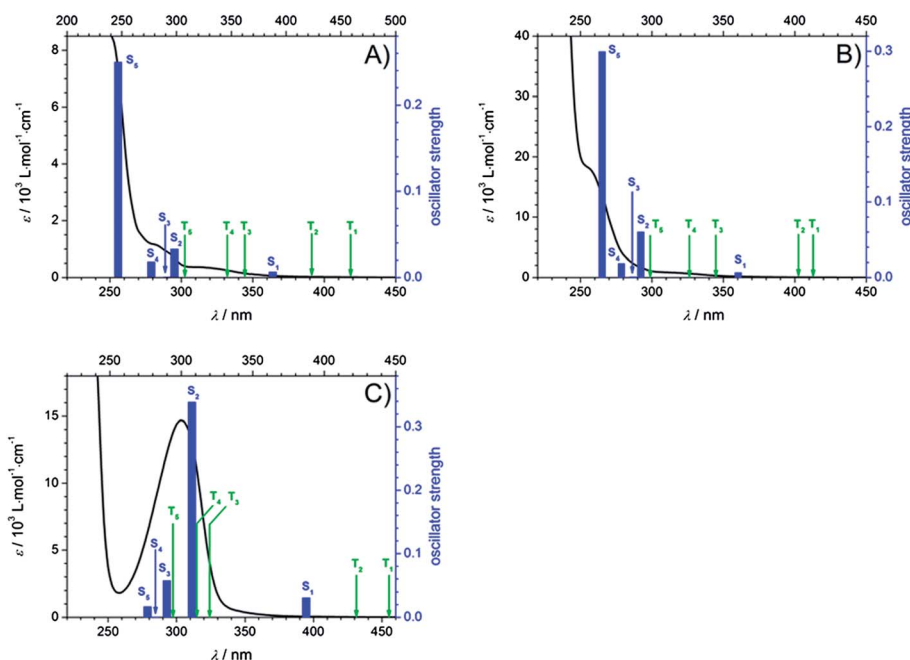 200 250 300 350 400 450 500
A)
8
6
4
2
0
ε / 10³ L·mol⁻¹·cm⁻¹
S₅
S₄
S₃
S₂
T₅
T₄
T₃
S₁
T₂
T₁
0.2
0.1
0.0
oscillator strength
250 300 350 400 450
λ / nm
250 300 350 400 450
B)
40
30
20
10
0
ε / 10³ L·mol⁻¹·cm⁻¹
S₅
S₄
S₃
S₂
T₅
T₄
T₃
S₁
T₂
T₁
0.3
0.2
0.1
0.0
oscillator strength
250 300 350 400 450
λ / nm
250 300 350 400 450
C)
15
10
5
0
ε / 10³ L·mol⁻¹·cm⁻¹
S₅
S₄
S₃
T₅
S₂
T₄
T₃
S₁
T₂
T₁
0.3
0.2
0.1
0.0
oscillator strength
250 300 350 400 450
λ / nm